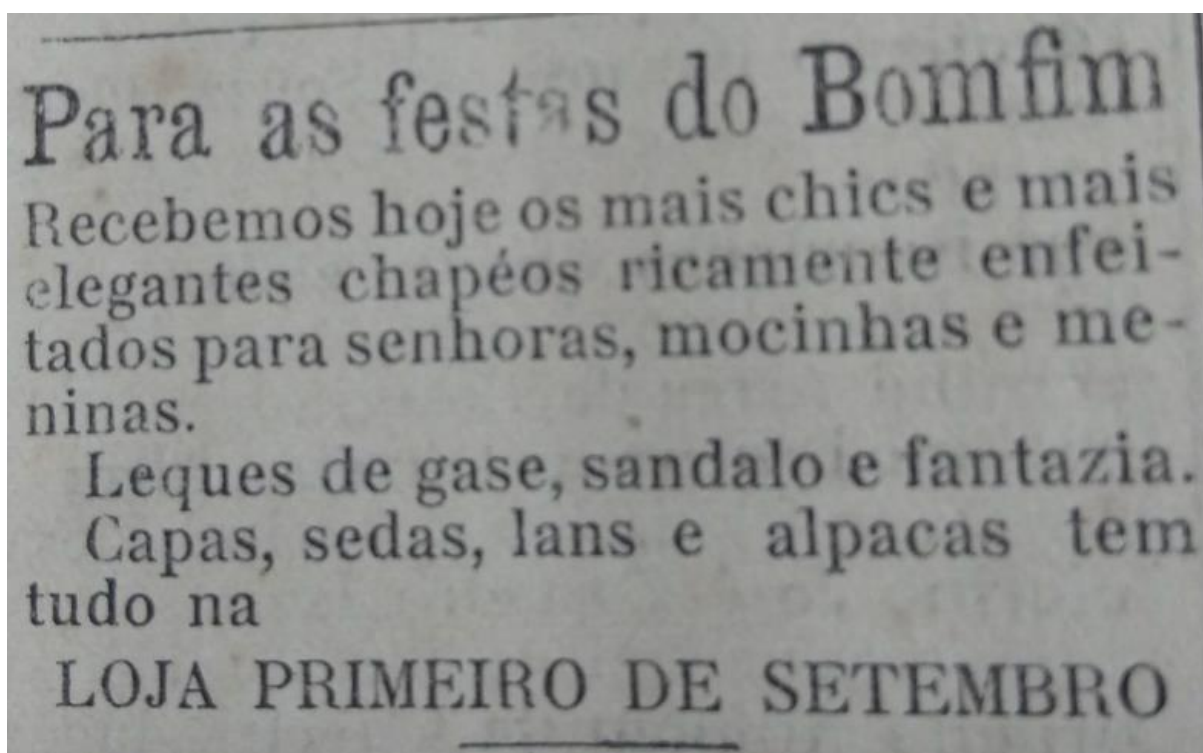 Para as festas do Bomfim
Recebemos hoje os mais chics e mais
elegantes chapéos ricamente enfei-
tados para senhoras, mocinhas e me-
ninas.
Leques de gase, sandalo e fantazia.
Capas, sedas, lans e alpacas tem
tudo na
LOJA PRIMEIRO DE SETEMBRO